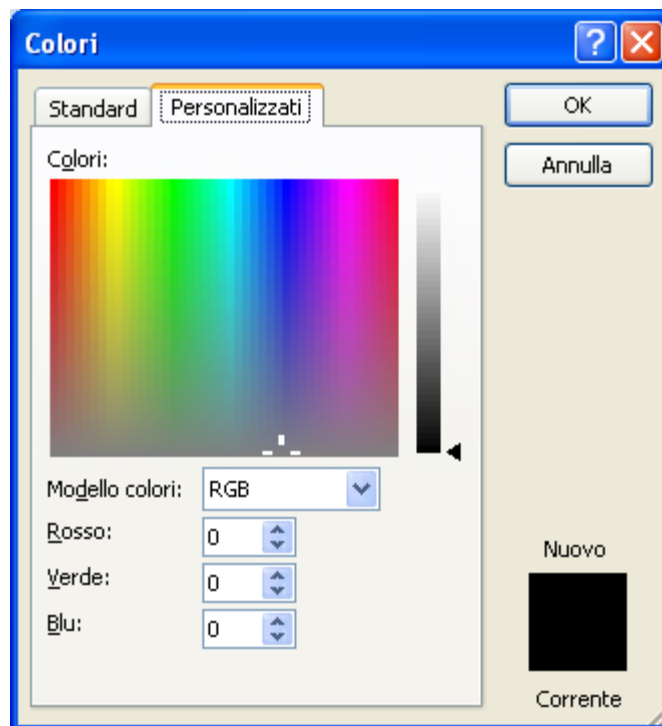 Colori
Standard
Personalizzati
OK
Annulla
Colori:
Modello colori: RGB
Rosso: 0
Verde: 0
Blu: 0
Nuovo
Corrente